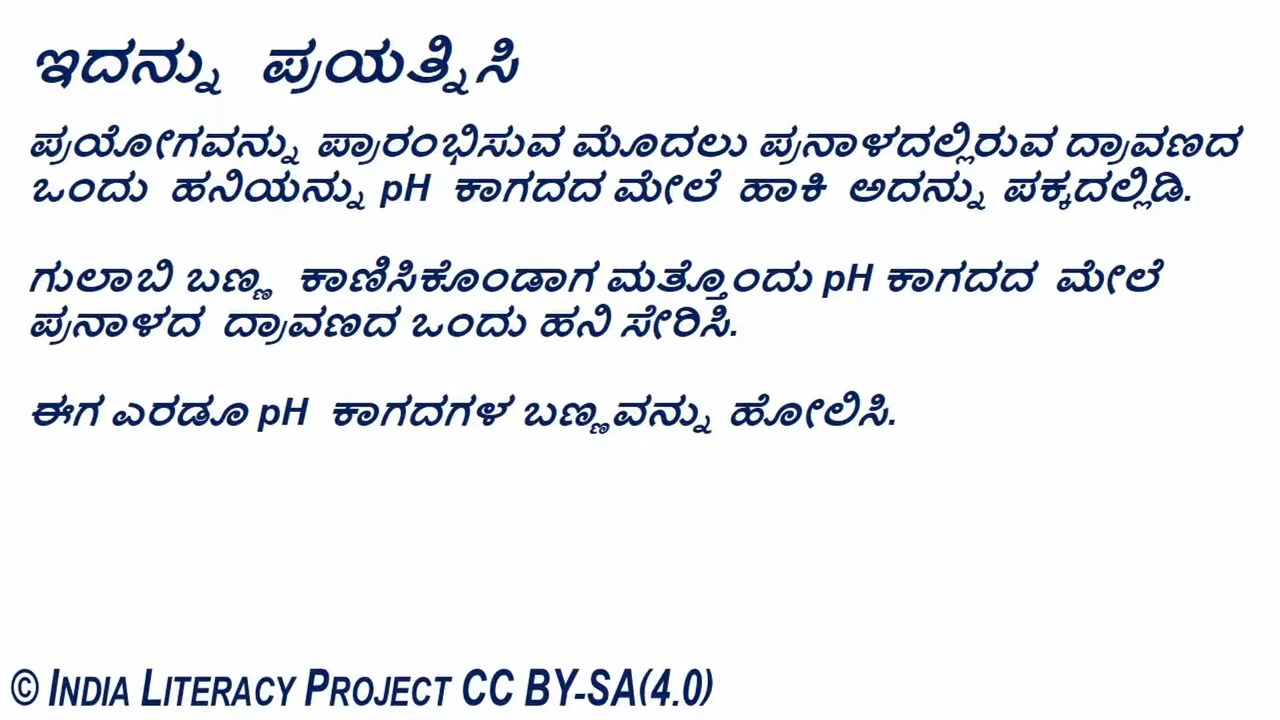 ಇದನ್ನು ಪ್ರಯತ್ನಿಸಿ
ಪ್ರಯೋಗವನ್ನು ಪ್ರಾರಂಭಿಸುವ ಮೊದಲು ಪ್ರನಾಳದಲ್ಲಿರುವ ದ್ರಾವಣದ
ಒಂದು ಹನಿಯನ್ನು pH ಕಾಗದದ ಮೇಲೆ ಹಾಕಿ ಅದನ್ನು ಪಕ್ಕದಲ್ಲಿಡಿ.
ಗುಲಾಬಿ ಬಣ್ಣ ಕಾಣಿಸಿಕೊಂಡಾಗ ಮತ್ತೊಂದು pH ಕಾಗದದ ಮೇಲೆ
ಪ್ರನಾಳದ ದ್ರಾವಣದ ಒಂದು ಹನಿ ಸೇರಿಸಿ.
ಈಗ ಎರಡೂ pH ಕಾಗದಗಳ ಬಣ್ಣವನ್ನು ಹೋಲಿಸಿ.
© INDIA LITERACY PROJECT CC BY-SA(4.0)